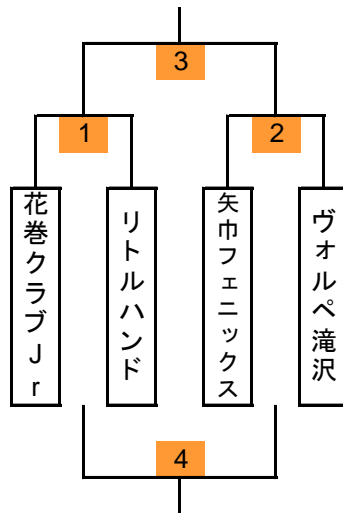 3
1
2
花巻クラブJr
リトルハンド
矢巾フェニックス
ヴォルペ滝沢
4